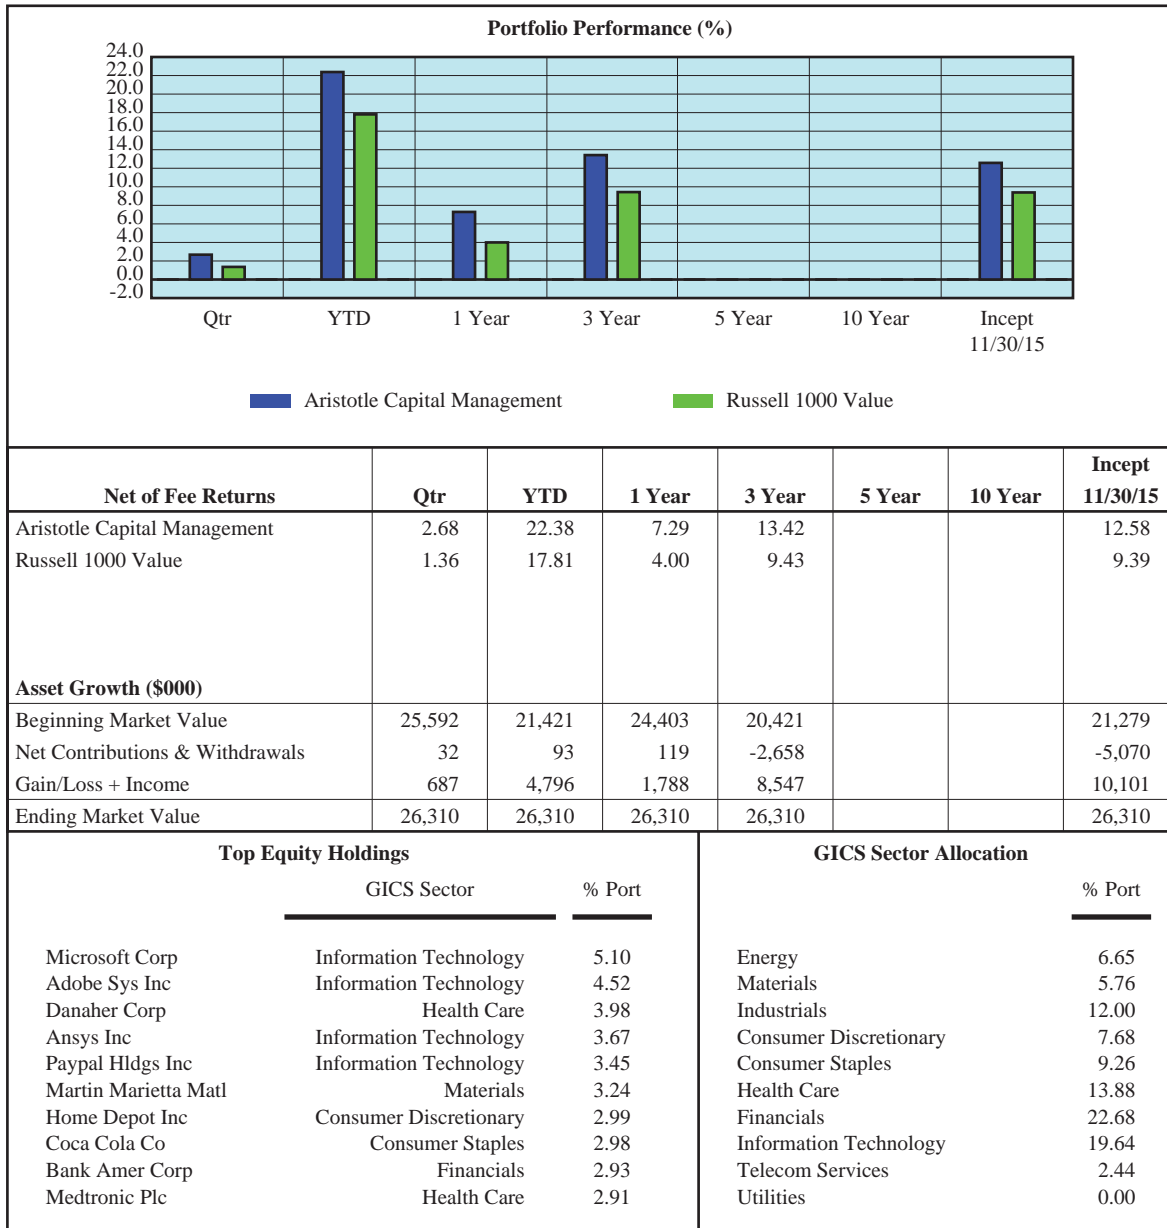 Portfolio Performance (%)
24.0
22.0
20.0
18.0
16.0
14.0
12.0
10.0
8.0
6.0
4.0
2.0
0.0
-2.0
Qtr YTD 1 Year 3 Year 5 Year 10 Year Incept
11/30/15
Aristotle Capital Management Russell 1000 Value
Incept
Net of Fee Returns Qtr YTD 1 Year 3 Year 5 Year 10 Year 11/30/15
Aristotle Capital Management 2.68 22.38 7.29 13.42 12.58
Russell 1000 Value 1.36 17.81 4.00 9.43 9.39
Asset Growth ($000)
Beginning Market Value 25,592 21,421 24,403 20,421 21,279
Net Contributions & Withdrawals 32 93 119 -2,658 -5,070
Gain/Loss + Income 687 4,796 1,788 8,547 10,101
Ending Market Value 26,310 26,310 26,310 26,310 26,310
Top Equity Holdings
GICS Sector % Port
Microsoft Corp Information Technology 5.10
Adobe Sys Inc Information Technology 4.52
Danaher Corp Health Care 3.98
Ansys Inc Information Technology 3.67
Paypal Hldgs Inc Information Technology 3.45
Martin Marietta Matl Materials 3.24
Home Depot Inc Consumer Discretionary 2.99
Coca Cola Co Consumer Staples 2.98
Bank Amer Corp Financials 2.93
Medtronic Plc Health Care 2.91
GICS Sector Allocation
% Port
Energy 6.65
Materials 5.76
Industrials 12.00
Consumer Discretionary 7.68
Consumer Staples 9.26
Health Care 13.88
Financials 22.68
Information Technology 19.64
Telecom Services 2.44
Utilities 0.00